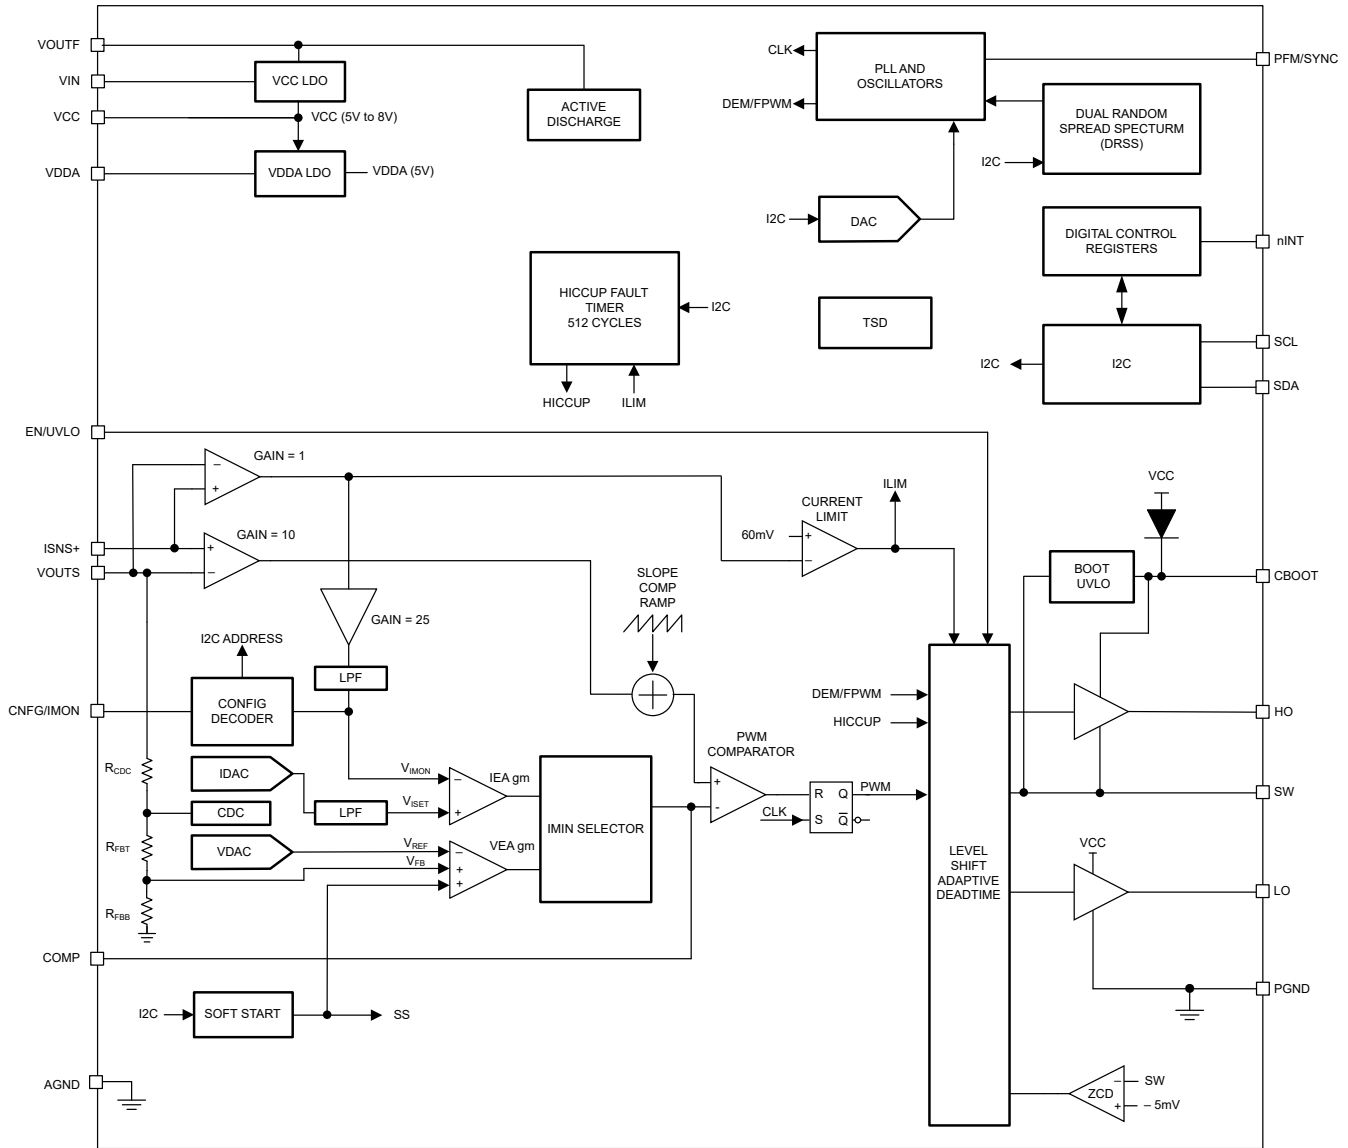 VOUTF
VIN
VCC
VDDA
VCC LDO
VCC (5V to 8V)
VDDA LDO
VDDA (5V)
ACTIVE
DISCHARGE
CLK
DEM/FPWM
PLL AND
OSCILLATORS
PFM/SYNC
DUAL RANDOM
SPREAD SPECTURM
(DRSS)
I2C
I2C
DAC
DIGITAL CONTROL
REGISTERS
nINT
HICCUP FAULT
TIMER
512 CYCLES
I2C
HICCUP
ILIM
TSD
I2C
I2C
SCL
SDA
EN/UVLO
GAIN = 1
−
+
ISNS+
VOUTS
GAIN = 10
+
−
GAIN = 25
LPF
I2C ADDRESS
CNFG/IMON
CONFIG
DECODER
SLOPE
COMP
RAMP
CURRENT
LIMIT
60mV
+
−
ILIM
VCC
BOOT
UVLO
CBOOT
DEM/FPWM
HICCUP
HO
RCDC
IDAC
CDC
LPF
VIMON
VISET
−
+
IEA gm
IMIN SELECTOR
PWM
COMPARATOR
+
-
CLK
R
Q
S
Q
PWM
SW
RFBT
VDAC
VREF
VFB
−
+
+
VEA gm
RFBB
LEVEL
SHIFT
ADAPTIVE
DEADTIME
VCC
LO
COMP
PGND
I2C
SOFT START
SS
AGND
ZCD
−
+
SW
− 5mV